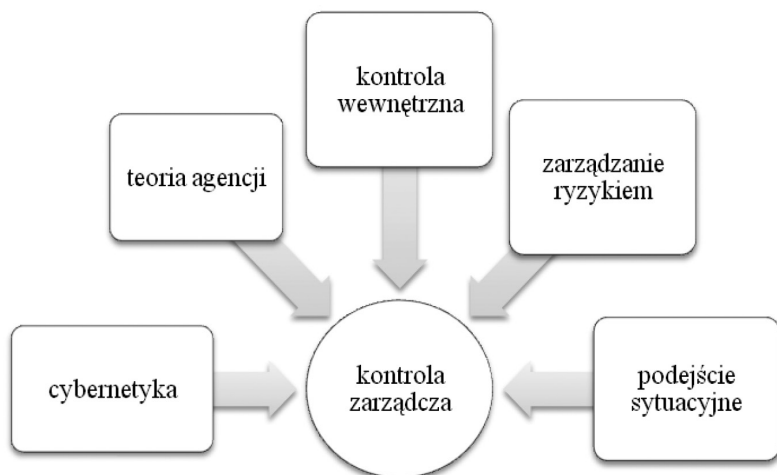 kontrola
wewnętrzna
teoria agencji
zarządzanie
ryzykiem
cybernetyka
kontrola
zarządcza
podejście
sytuacyjne